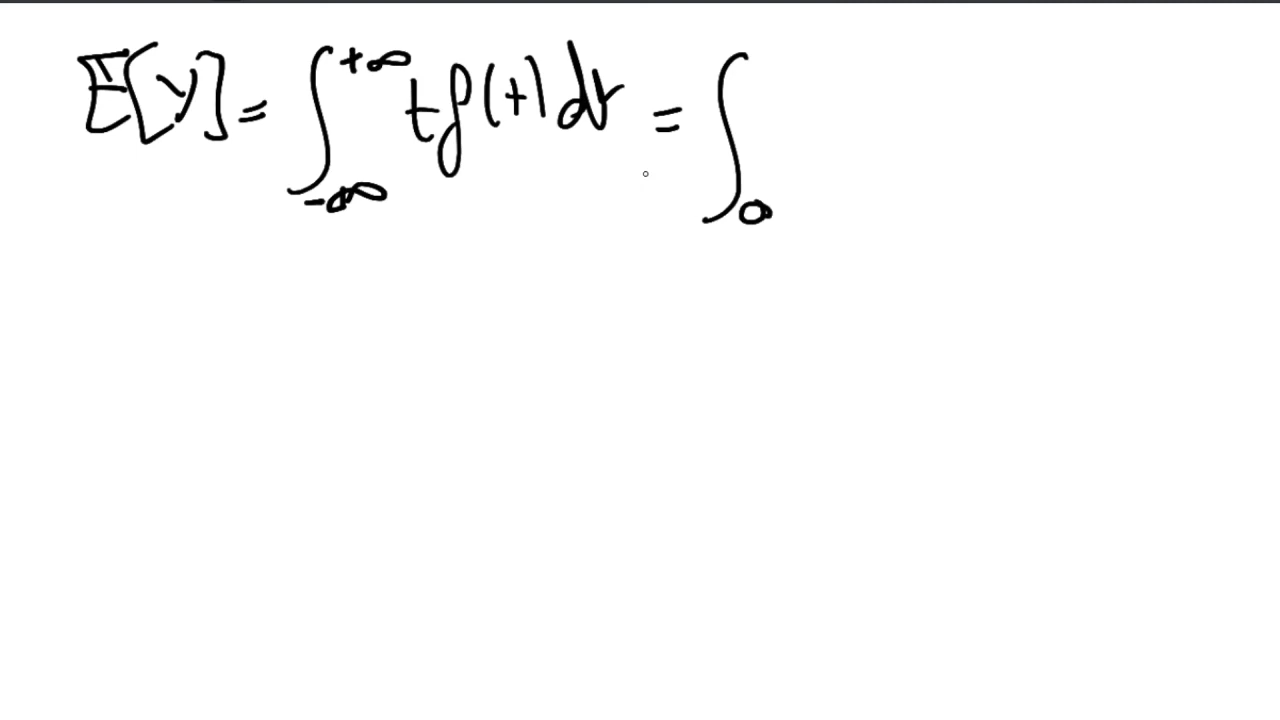 E[Y] = ∫_{-∞}^{+∞} t f(t) dt = ∫_0